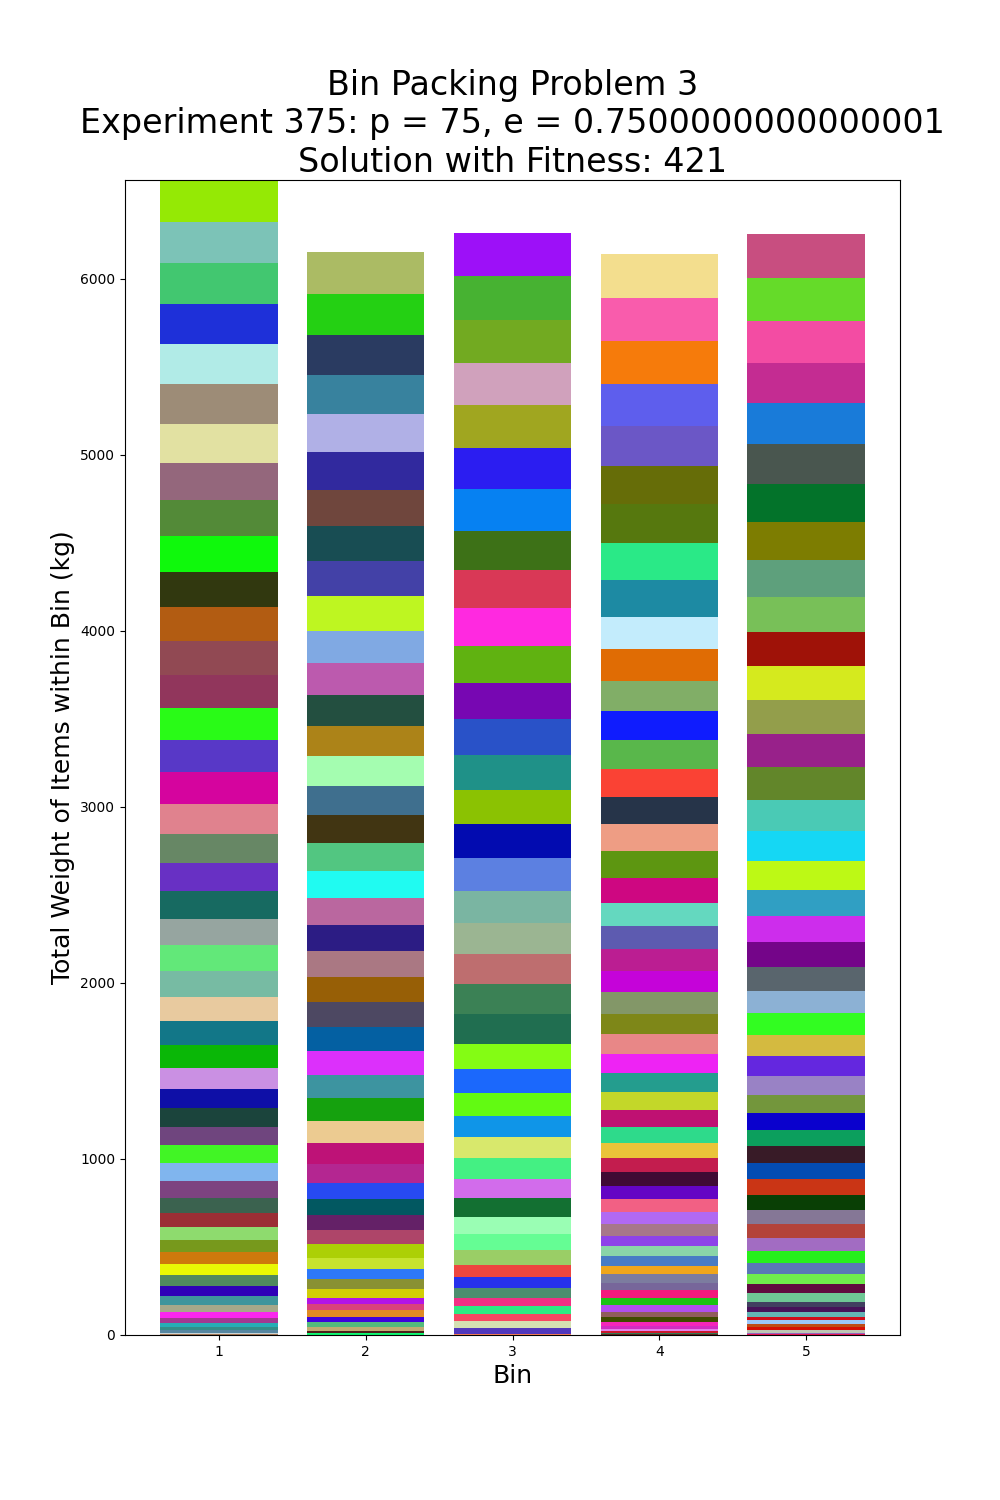 Bin Packing Problem 3
Experiment 375: p = 75, e = 0.7500000000000001
Solution with Fitness: 421
Total Weight of Items within Bin (kg)
6000
5000
4000
3000
2000
1000
0
1 2 3 4 5
Bin